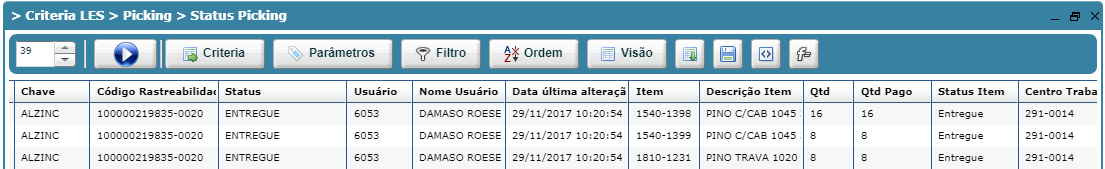 > Criteria LES > Picking > Status Picking
39 Criteria Parâmetros Filtro Ordem Visão
Chave Código Rastreabilidad Status Usuário Nome Usuário Data última alteraçã Item Descrição Item Qtd Qtd Pago Status Item Centro Traba
ALZINC 100000219835-0020 ENTREGUE 6053 DAMASO ROESE 29/11/2017 10:20:54 1540-1398 PINO C/CAB 1045 16 16 Entregue 291-0014
ALZINC 100000219835-0020 ENTREGUE 6053 DAMASO ROESE 29/11/2017 10:20:54 1540-1399 PINO C/CAB 1045 8 8 Entregue 291-0014
ALZINC 100000219835-0020 ENTREGUE 6053 DAMASO ROESE 29/11/2017 10:20:54 1810-1231 PINO TRAVA 1020 8 8 Entregue 291-0014